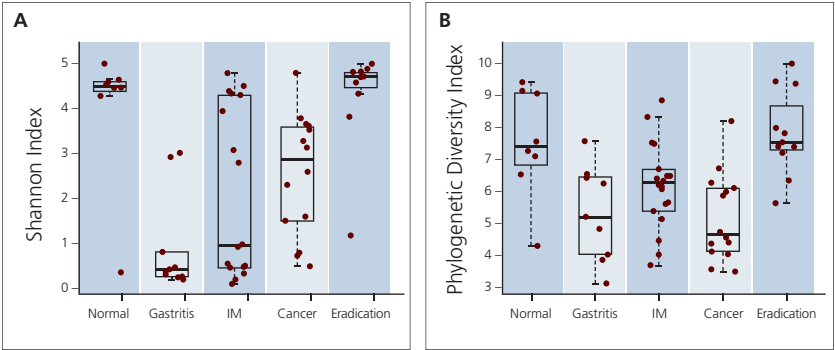 A
Shannon Index
5
4
3
2
1
0
Normal Gastritis IM Cancer Eradication
B
Phylogenetic Diversity Index
10
9
8
7
6
5
4
3
Normal Gastritis IM Cancer Eradication